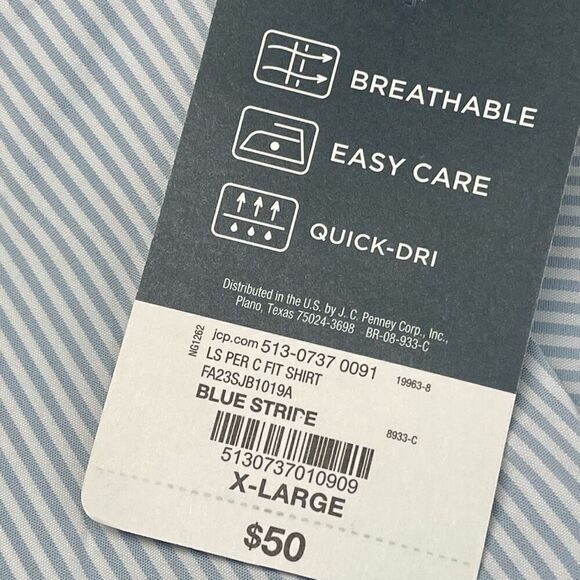 BREATHABLE
EASY CARE
QUICK-DRI
Distributed in the U.S. by J. C. Penney Corp., Inc.,
Plano, Texas 75024-3698 BR-08-933-C
NG1262
jcp.com 513-0737 0091 19963-8
LS PER C FIT SHIRT
FA23SJB1019A
BLUE STRIPE 8933-C
5130737010909
X-LARGE
$50